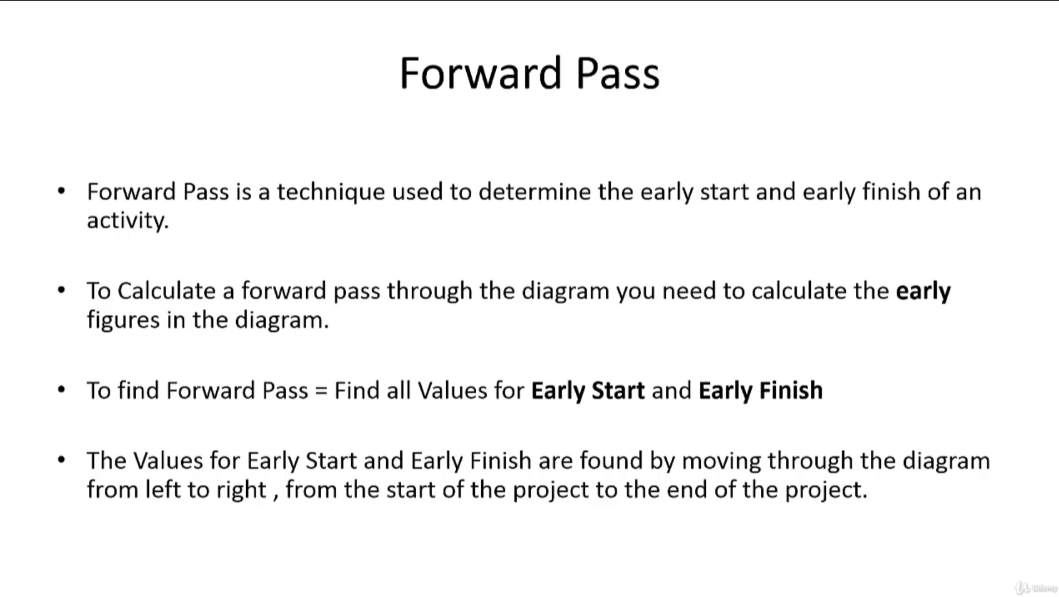 Forward Pass
• Forward Pass is a technique used to determine the early start and early finish of an
activity.
• To Calculate a forward pass through the diagram you need to calculate the early
figures in the diagram.
• To find Forward Pass = Find all Values for Early Start and Early Finish
• The Values for Early Start and Early Finish are found by moving through the diagram
from left to right , from the start of the project to the end of the project.
Udemy